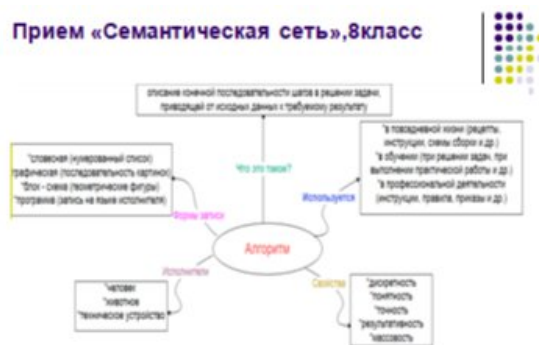 Прием «Семантическая сеть»,8класс
описание конечной последовательности шагов в решении задачи,
приводящей от исходных данных к требуемому результату
*словесная (нумерованный список)
графическая (последовательность картинок)
*блок - схема (геометрические фигуры)
*программа (запись на языке исполнителя)
Что это такое?
*в повседневной жизни (рецепты,
инструкции, схемы сборки и др.)
*в обучении (при решении задач, при
выполнении практической работы и др.)
*в профессиональной деятельности
(инструкции, правила, приказы и др.)
Формы записи
Используется
Алгоритм
Исполнители
Свойства
*человек
*животное
*техническое устройство
*дискретность
*понятность
*точность
*результативность
*массовость